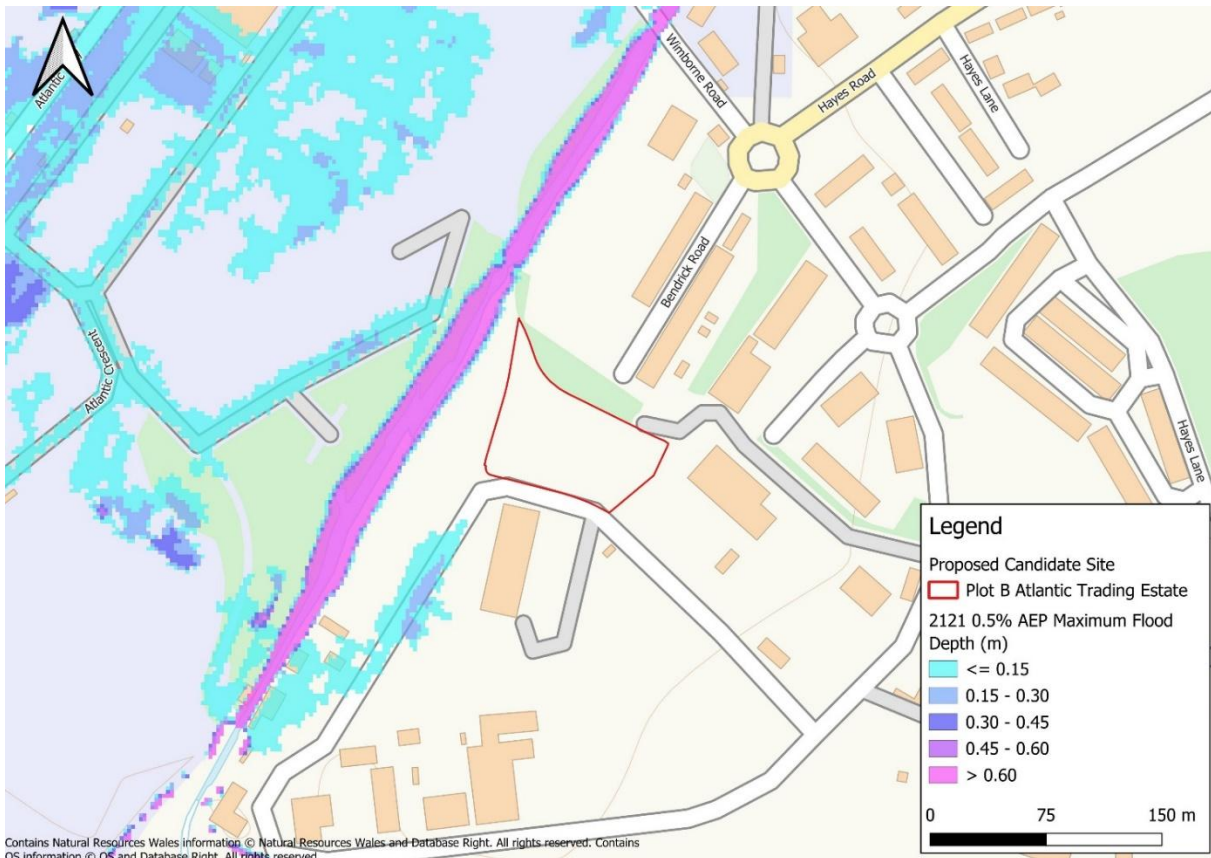 Atlantic
Wimborne Road
Hayes Road
Hayes Lane
Bendrick Road
Atlantic Crescent
Hayes Lane
Legend
Proposed Candidate Site
Plot B Atlantic Trading Estate
2121 0.5% AEP Maximum Flood
Depth (m)
<= 0.15
0.15 - 0.30
0.30 - 0.45
0.45 - 0.60
> 0.60
0 75 150 m
Contains Natural Resources Wales information © Natural Resources Wales and Database Right. All rights reserved. Contains
OS information © OS and Database Right. All rights reserved